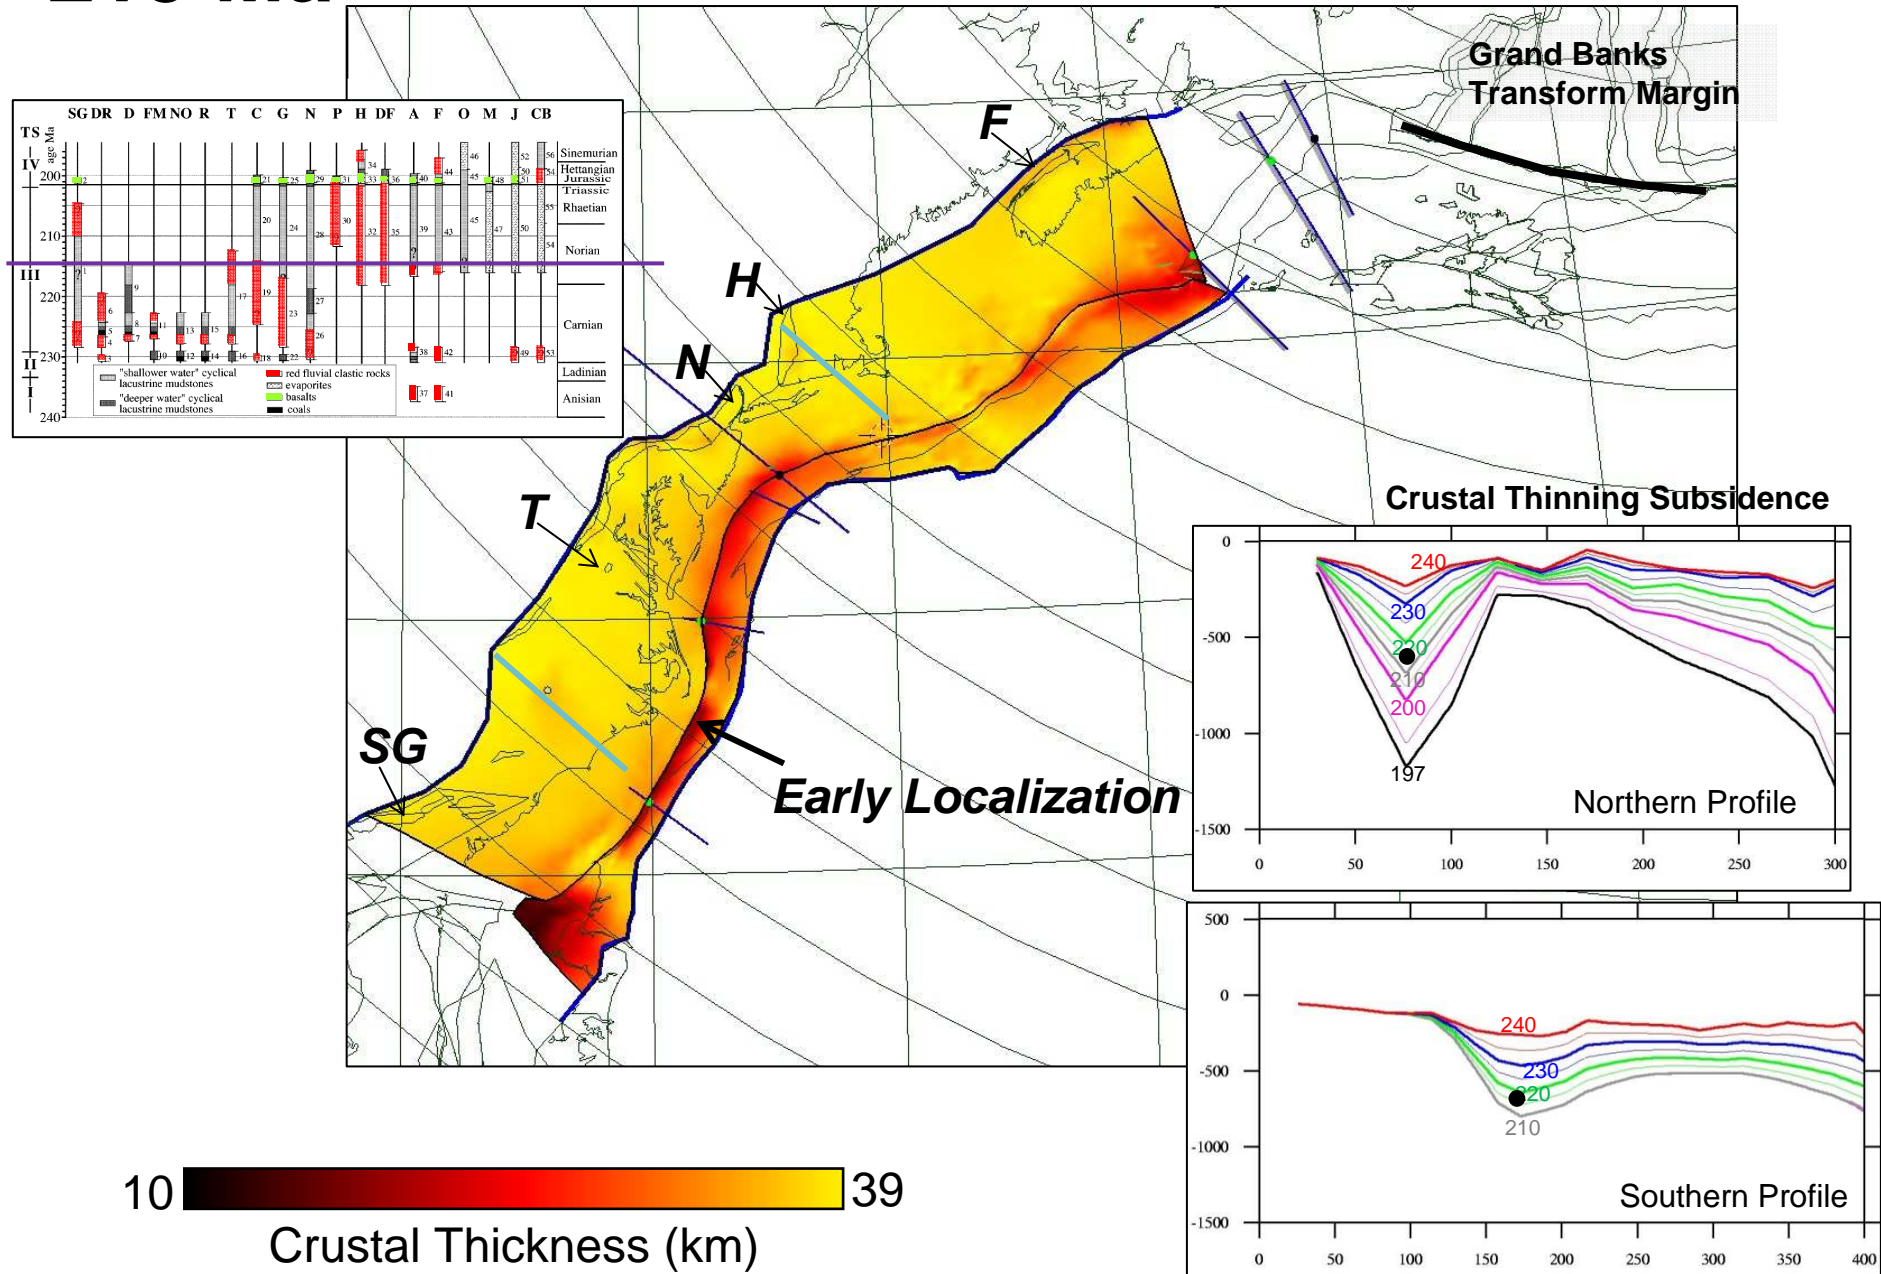 Grand Banks
Transform Margin
SG DR D FM NO R T C G N P H DF A F O M J CB
TS
age Ma
IV
III
II
I
200
210
220
230
240
Sinemurian
Hettangian
Jurassic
Triassic
Rhaetian
Norian
Carnian
Ladinian
Anisian
"shallower water" cyclical
lacustrine mudstones
"deeper water" cyclical
lacustrine mudstones
red fluvial clastic rocks
evaporites
basalts
coals
F
H
N
T
SG
Early Localization
Crustal Thinning Subsidence
0
-500
-1000
-1500
240
230
220
210
200
197
Northern Profile
0 50 100 150 200 250 300
500
0
-500
-1000
-1500
240
230
220
210
Southern Profile
0 50 100 150 200 250 300 350 400
10
39
Crustal Thickness (km)